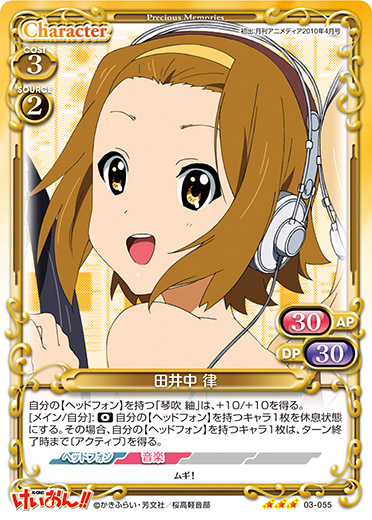 Precious Memories
Character
初出:月刊アニメディア2010年4月号
COST
3
SOURCE
2
30 AP
DP 30
田井中 律
自分の【ヘッドフォン】を持つ「琴吹 紬」は、+10/+10を得る。
[メイン/自分]:0 自分の【ヘッドフォン】を持つキャラ1枚を休息状態
にする。その場合、自分の【ヘッドフォン】を持つキャラ1枚は、ターン終
了時まで〔アクティブ〕を得る。
ヘッドフォン 音楽
ムギ!
けいおん!!
©かきふらい・芳文社/桜高軽音部
★★★ 03-055